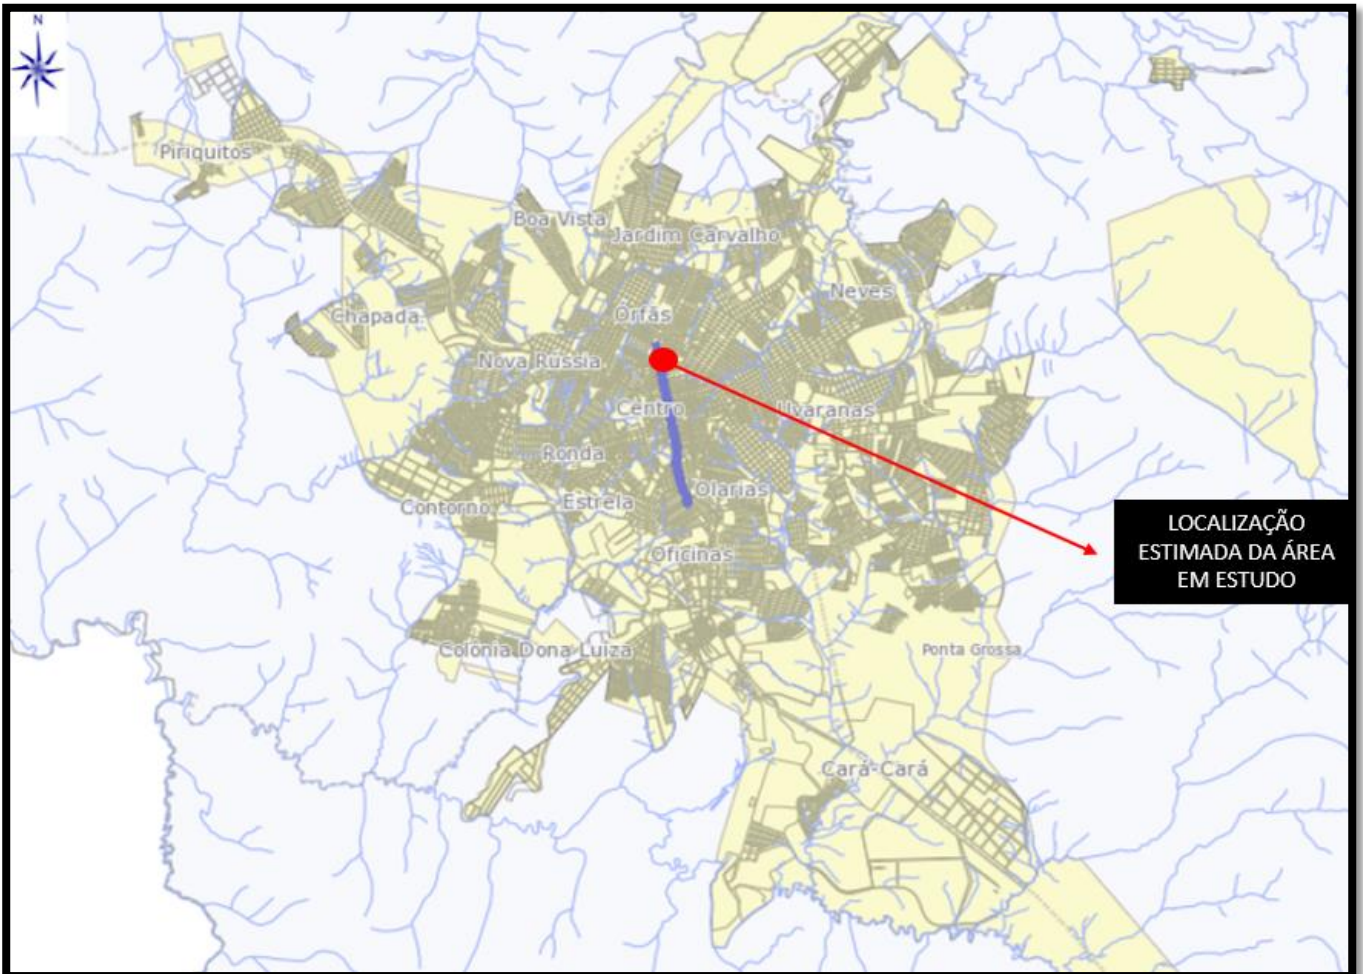 N
Piriquitos
Boa Vista
Jardim Carvalho
Neves
Chapada
Órfãs
Nova Rússia
Centro
Uvaranas
Ronda
Olarias
Contorno
Estrela
LOCALIZAÇÃO
ESTIMADA DA ÁREA
EM ESTUDO
Oficinas
Colônia Dona Luíza
Ponta Grossa
Cará-Cará